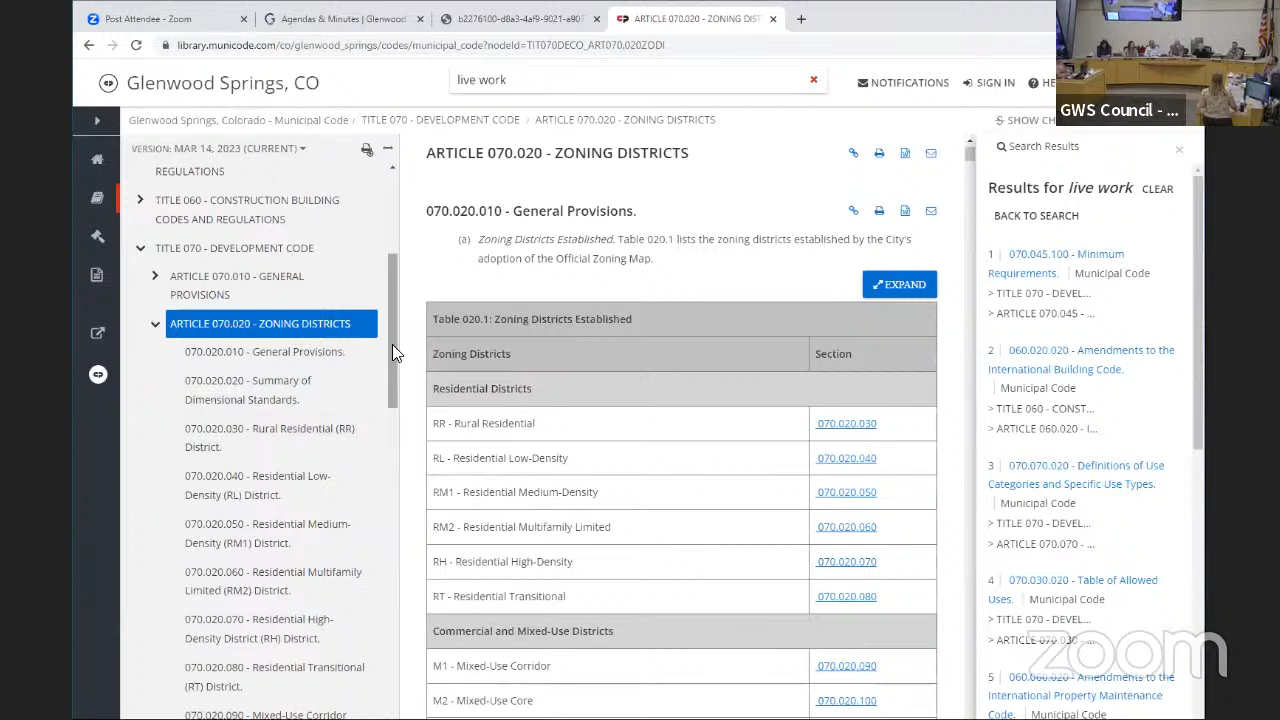 Post Attendee - Zoom
Agendas & Minutes | Glenwood
b2276100-d8a3-4af9-9021-a907
ARTICLE 070.020 - ZONING DIST
library.municode.com/co/glenwood_springs/codes/municipal_code?nodeId=TIT070DECO_ART070.020ZODI
Glenwood Springs, CO
live work
NOTIFICATIONS
SIGN IN
HE
GWS Council - ...
Glenwood Springs, Colorado - Municipal Code / TITLE 070 - DEVELOPMENT CODE / ARTICLE 070.020 - ZONING DISTRICTS
SHOW CH
VERSION: MAR 14, 2023 (CURRENT)
REGULATIONS
TITLE 060 - CONSTRUCTION BUILDING
CODES AND REGULATIONS
TITLE 070 - DEVELOPMENT CODE
ARTICLE 070.010 - GENERAL
PROVISIONS
ARTICLE 070.020 - ZONING DISTRICTS
070.020.010 - General Provisions.
070.020.020 - Summary of
Dimensional Standards.
070.020.030 - Rural Residential (RR)
District.
070.020.040 - Residential Low-
Density (RL) District.
070.020.050 - Residential Medium-
Density (RM1) District.
070.020.060 - Residential Multifamily
Limited (RM2) District.
070.020.070 - Residential High-
Density District (RH) District.
070.020.080 - Residential Transitional
(RT) District.
070.020.090 - Mixed-Use Corridor
ARTICLE 070.020 - ZONING DISTRICTS
070.020.010 - General Provisions.
(a) Zoning Districts Established. Table 020.1 lists the zoning districts established by the City's
adoption of the Official Zoning Map.
EXPAND
Table 020.1: Zoning Districts Established
Zoning Districts Section
Residential Districts
RR - Rural Residential 070.020.030
RL - Residential Low-Density 070.020.040
RM1 - Residential Medium-Density 070.020.050
RM2 - Residential Multifamily Limited 070.020.060
RH - Residential High-Density 070.020.070
RT - Residential Transitional 070.020.080
Commercial and Mixed-Use Districts
M1 - Mixed-Use Corridor 070.020.090
M2 - Mixed-Use Core 070.020.100
Search Results
Results for live work CLEAR
BACK TO SEARCH
1 070.045.100 - Minimum
Requirements. Municipal Code
> TITLE 070 - DEVEL...
> ARTICLE 070.045 - ...
2 060.020.020 - Amendments to the
International Building Code.
Municipal Code
> TITLE 060 - CONST...
> ARTICLE 060.020 - I...
3 070.070.020 - Definitions of Use
Categories and Specific Use Types.
Municipal Code
> TITLE 070 - DEVEL...
> ARTICLE 070.070 - ...
4 070.030.020 - Table of Allowed
Uses. Municipal Code
> TITLE 070 - DEVEL...
> ARTICLE 070.030 - ...
5 060.060.020 - Amendments to the
International Property Maintenance
Code. Municipal Code
zoom